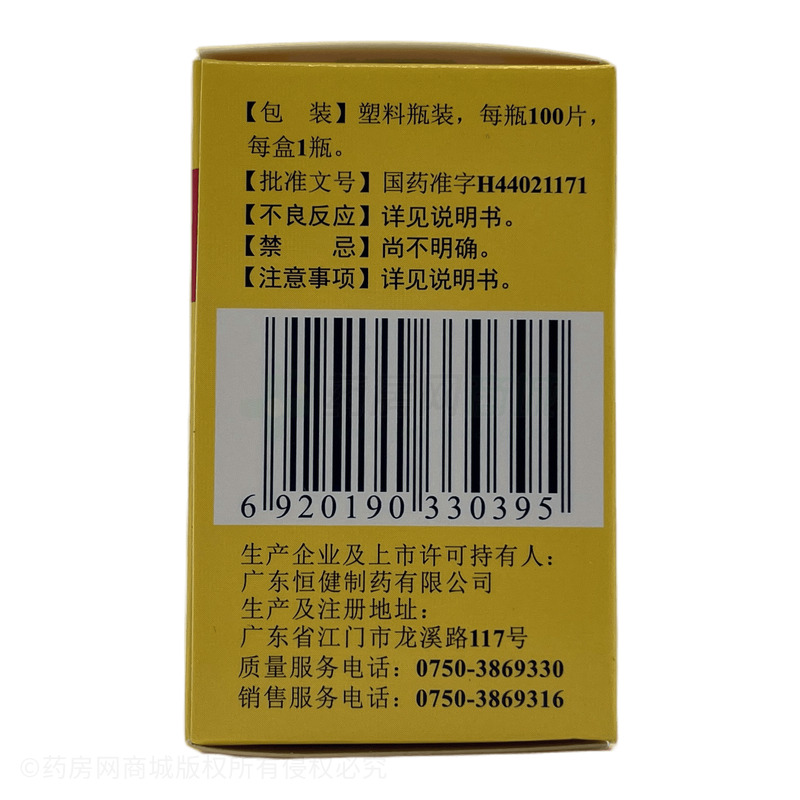 【包　装】塑料瓶装，每瓶100片，
每盒1瓶。
【批准文号】国药准字H44021171
【不良反应】详见说明书。
【禁　　忌】尚不明确。
【注意事项】详见说明书。
6 920190 330395
生产企业及上市许可持有人：
广东恒健制药有限公司
生产及注册地址：
广东省江门市龙溪路117号
质量服务电话：0750-3869330
销售服务电话：0750-3869316
©药房网商城版权所有侵权必究